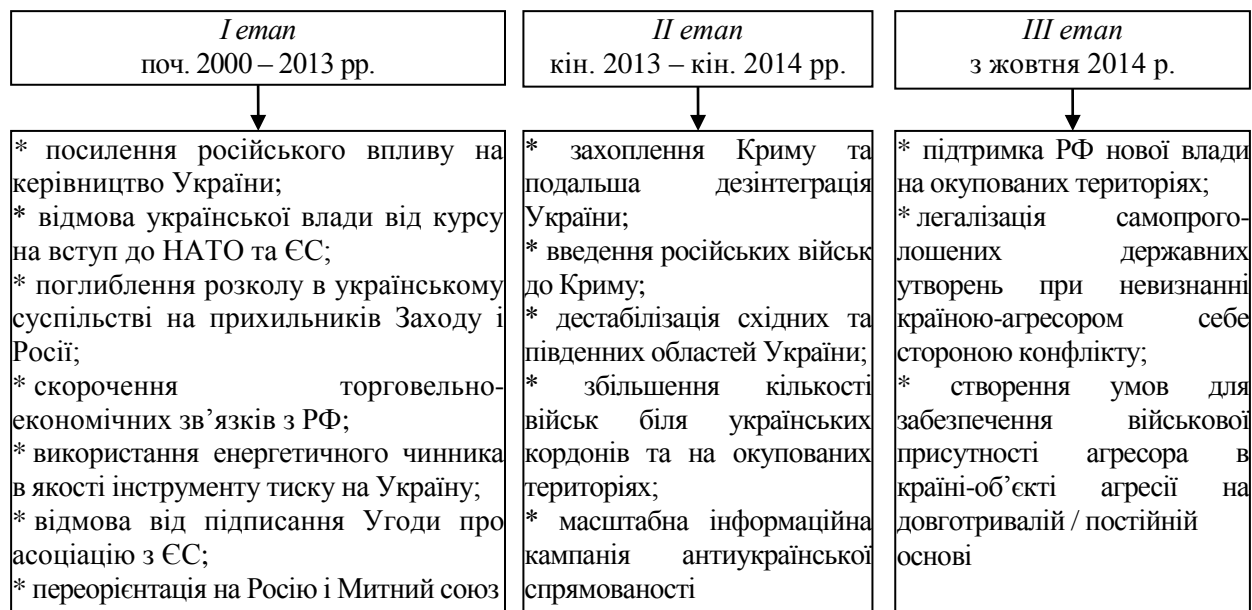 I етап
поч. 2000 – 2013 рр.
* посилення російського впливу на
керівництво України;
* відмова української влади від курсу
на вступ до НАТО та ЄС;
* поглиблення розколу в українському
суспільстві на прихильників Заходу і
Росії;
* скорочення торговельно-
економічних зв’язків з РФ;
* використання енергетичного чинника
в якості інструменту тиску на Україну;
* відмова від підписання Угоди про
асоціацію з ЄС;
* переорієнтація на Росію і Митний союз
II етап
кін. 2013 – кін. 2014 рр.
* захоплення Криму та
подальша дезінтеграція
України;
* введення російських військ
до Криму;
* дестабілізація східних та
південних областей України;
* збільшення кількості
військ біля українських
кордонів та на окупованих
територіях;
* масштабна інформаційна
кампанія антиукраїнської
спрямованості
III етап
з жовтня 2014 р.
* підтримка РФ нової влади
на окупованих територіях;
* легалізація самопрого-
лошених державних
утворень при невизнанні
країною-агресором себе
стороною конфлікту;
* створення умов для
забезпечення військової
присутності агресора в
країні-об’єкті агресії на
довготривалій / постійній
основі